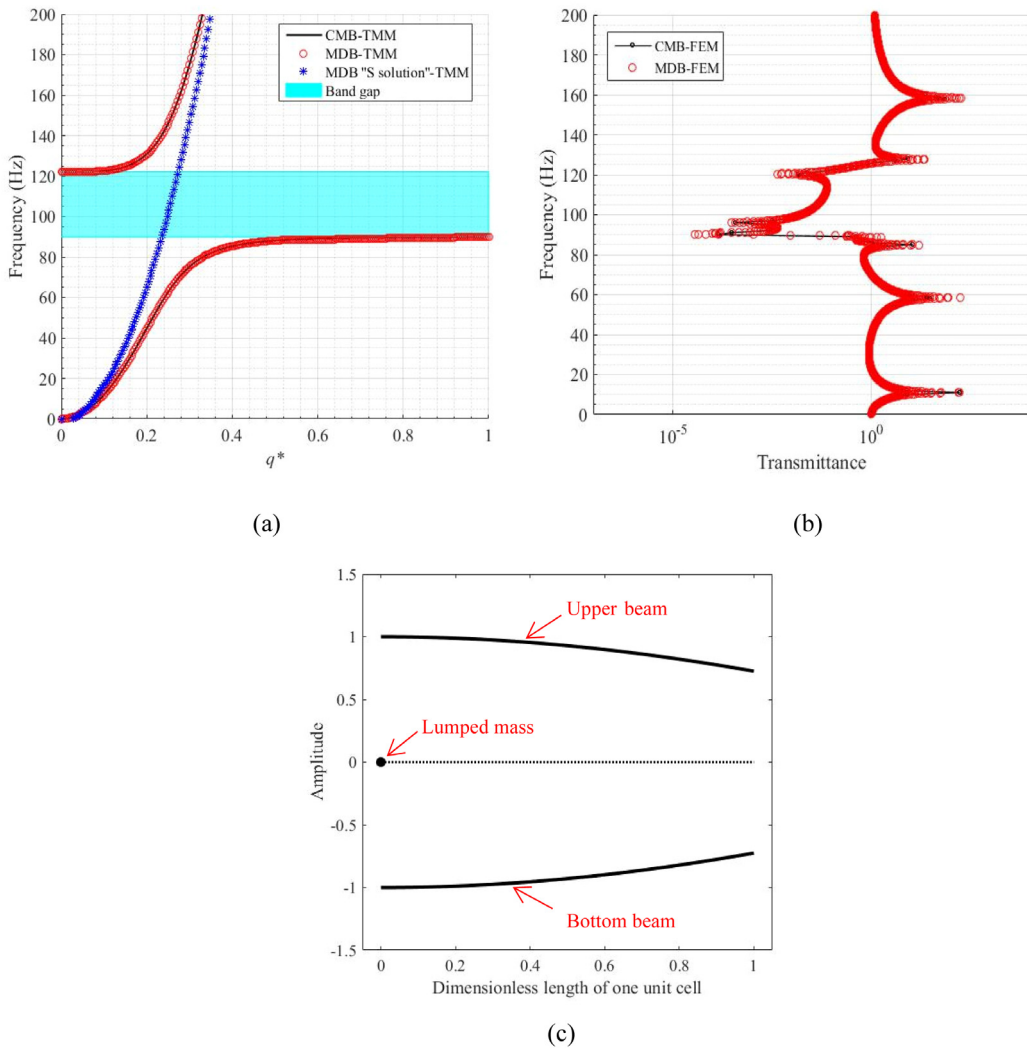 200
180
160
140
120
100
80
60
40
20
0
Frequency (Hz)
CMB-TMM
MDB-TMM
MDB "S solution"-TMM
Band gap
0 0.2 0.4 0.6 0.8 1
q*
(a)
200
180
160
140
120
100
80
60
40
20
0
Frequency (Hz)
CMB-FEM
MDB-FEM
10^-5 10^0
Transmittance
(b)
1.5
1
0.5
0
-0.5
-1
-1.5
Amplitude
Upper beam
Lumped mass
Bottom beam
0 0.2 0.4 0.6 0.8 1
Dimensionless length of one unit cell
(c)